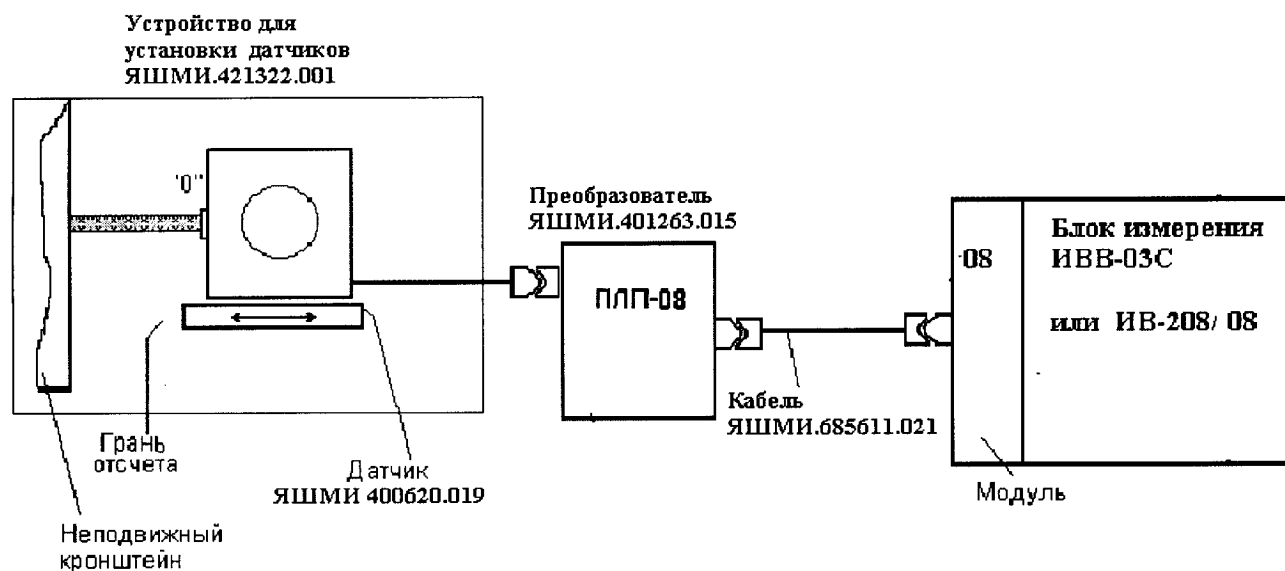 Устройство для
установки датчиков
ЯШМИ.421322.001
"0"
Преобразователь
ЯШМИ.401263.015
ПЛП-08
08
Блок измерения
ИВВ-03С
или ИВ-208/ 08
Кабель
ЯШМИ.685611.021
Грань
отсчета
Датчик
ЯШМИ 400620.019
Модуль
Неподвижный
кронштейн